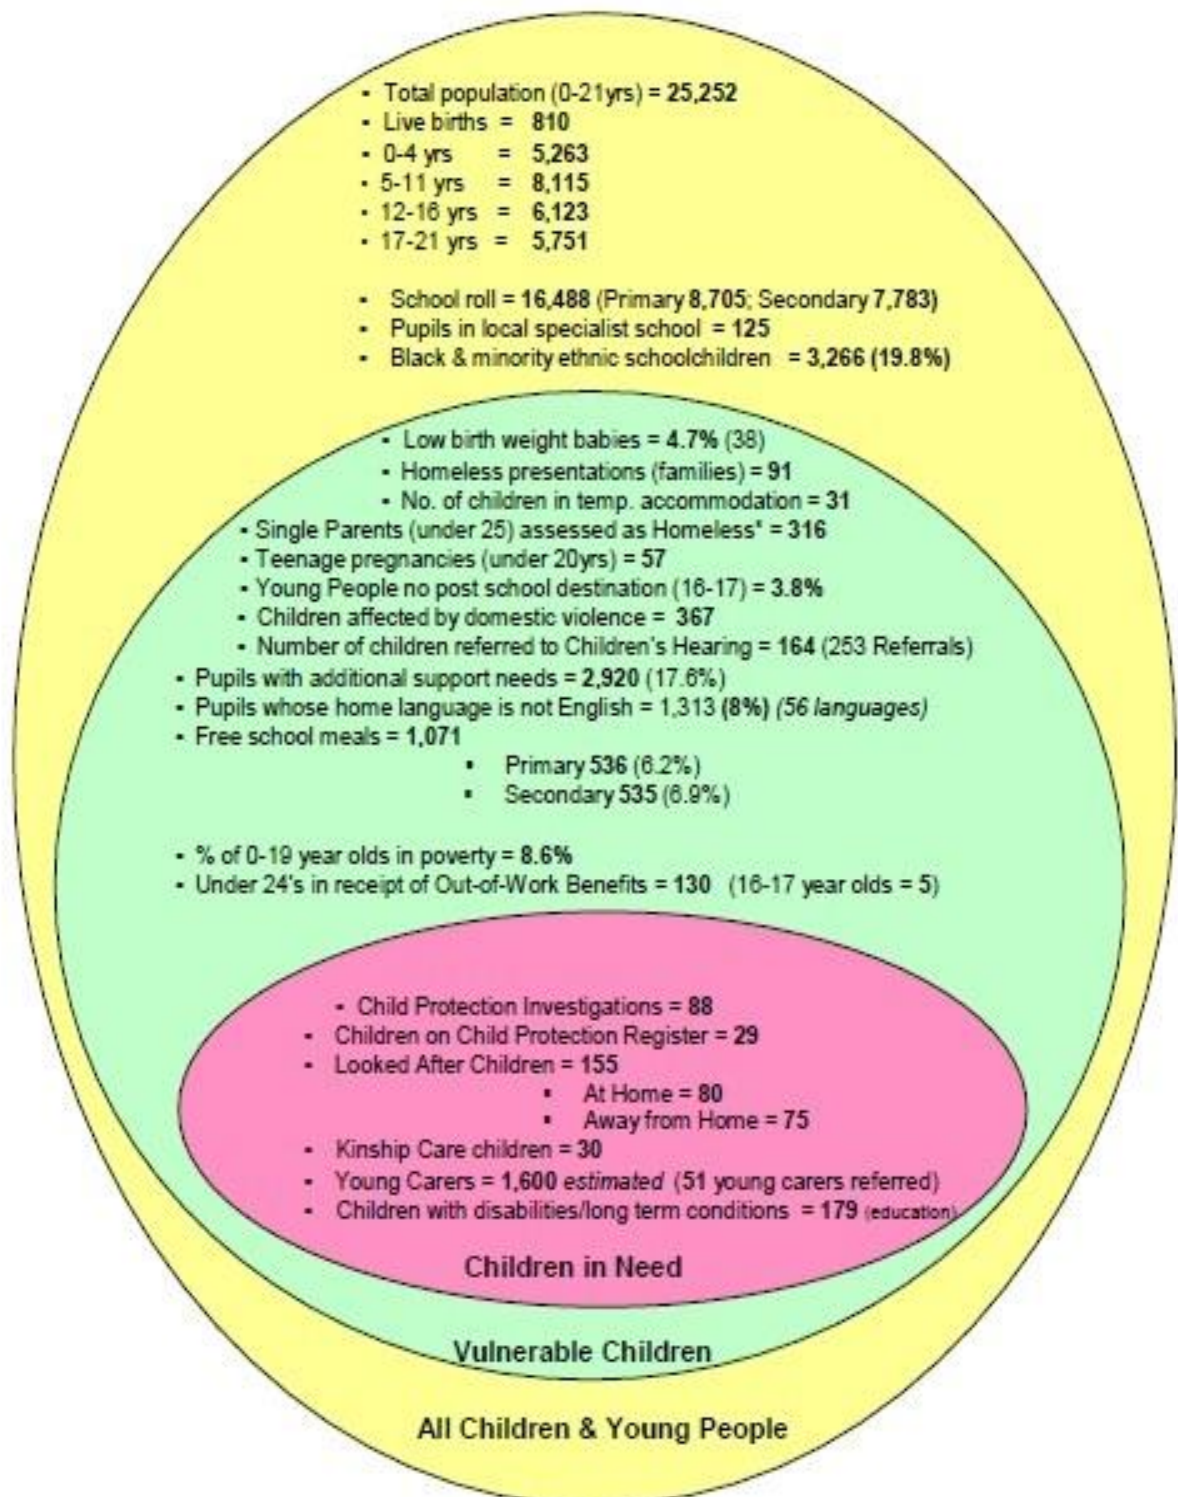 ▪ Total population (0-21yrs) = 25,252
▪ Live births = 810
▪ 0-4 yrs = 5,263
▪ 5-11 yrs = 8,115
▪ 12-16 yrs = 6,123
▪ 17-21 yrs = 5,751
▪ School roll = 16,488 (Primary 8,705; Secondary 7,783)
▪ Pupils in local specialist school = 125
▪ Black & minority ethnic schoolchildren = 3,266 (19.8%)
▪ Low birth weight babies = 4.7% (38)
▪ Homeless presentations (families) = 91
▪ No. of children in temp. accommodation = 31
▪ Single Parents (under 25) assessed as Homeless* = 316
▪ Teenage pregnancies (under 20yrs) = 57
▪ Young People no post school destination (16-17) = 3.8%
▪ Children affected by domestic violence = 367
▪ Number of children referred to Children's Hearing = 164 (253 Referrals)
▪ Pupils with additional support needs = 2,920 (17.6%)
▪ Pupils whose home language is not English = 1,313 (8%) (56 languages)
▪ Free school meals = 1,071
▪ Primary 536 (6.2%)
▪ Secondary 535 (6.9%)
▪ % of 0-19 year olds in poverty = 8.6%
▪ Under 24's in receipt of Out-of-Work Benefits = 130 (16-17 year olds = 5)
▪ Child Protection Investigations = 88
▪ Children on Child Protection Register = 29
▪ Looked After Children = 155
▪ At Home = 80
▪ Away from Home = 75
▪ Kinship Care children = 30
▪ Young Carers = 1,600 estimated (51 young carers referred)
▪ Children with disabilities/long term conditions = 179 (education)
Children in Need
Vulnerable Children
All Children & Young People